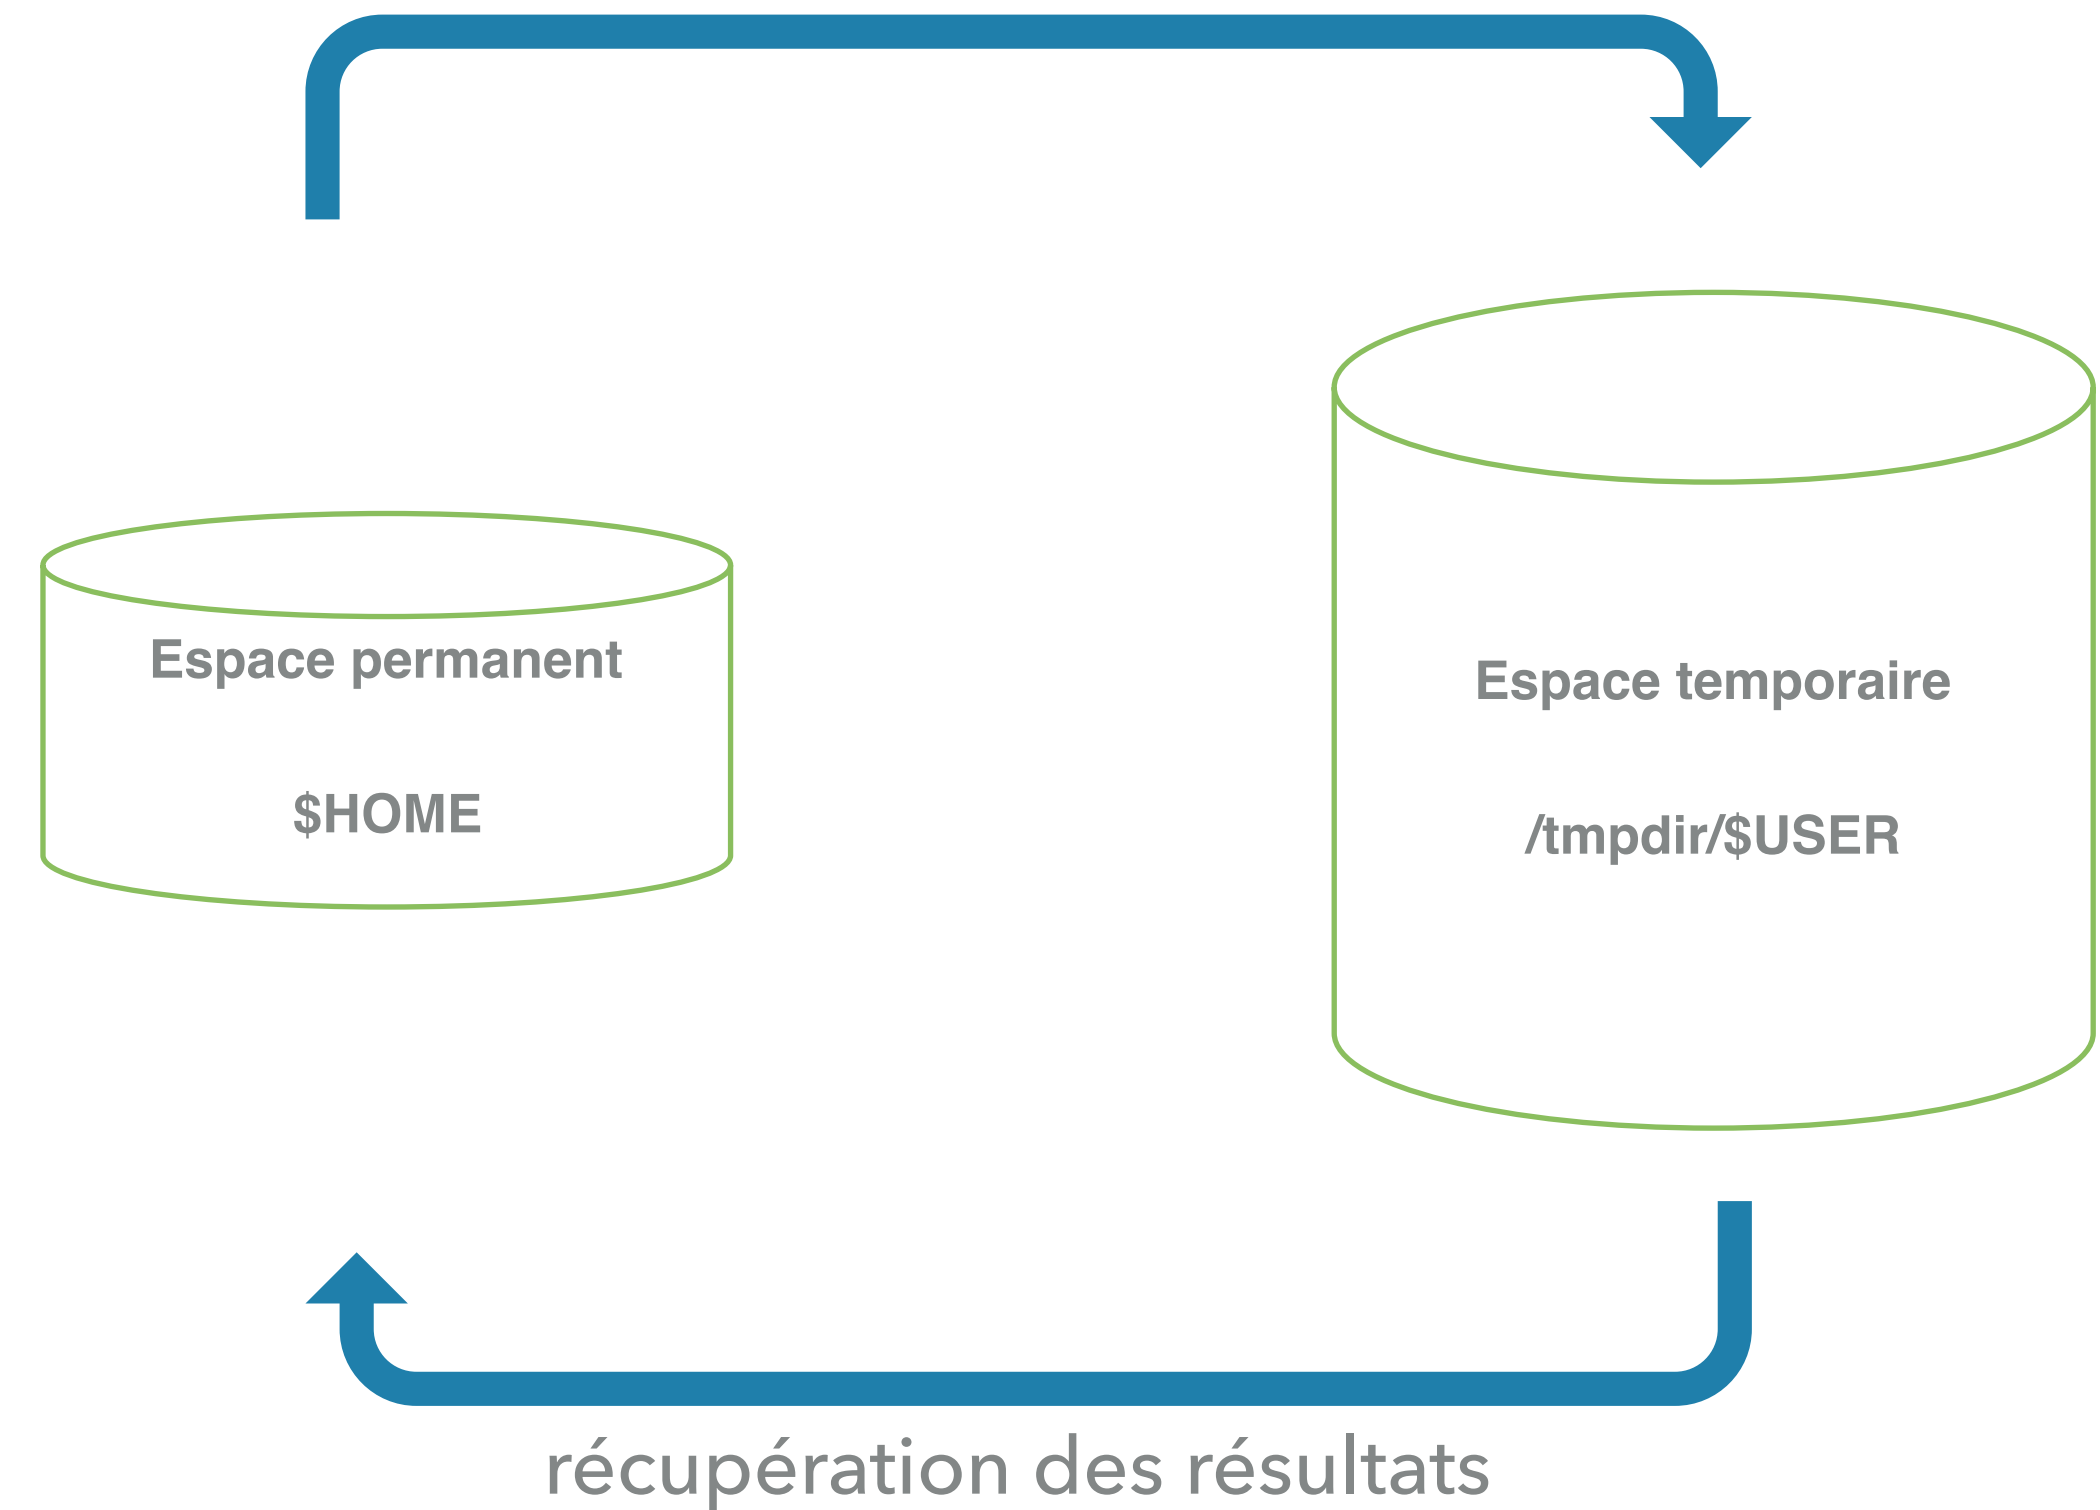 Espace permanent
$HOME
Espace temporaire
/tmpdir/$USER
récupération des résultats